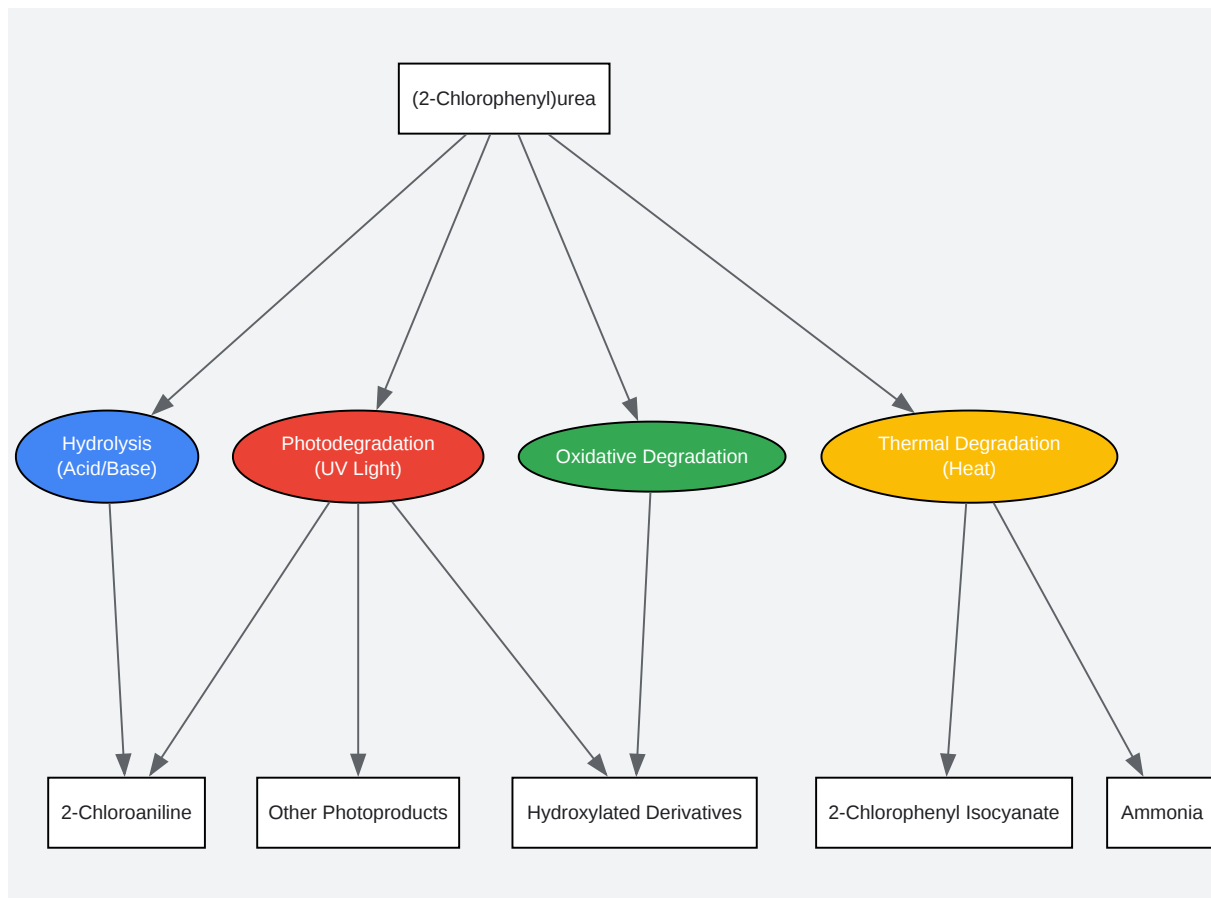 (2-Chlorophenyl)urea
Hydrolysis
(Acid/Base)
Photodegradation
(UV Light)
Oxidative Degradation
Thermal Degradation
(Heat)
2-Chloroaniline
Other Photoproducts
Hydroxylated Derivatives
2-Chlorophenyl Isocyanate
Ammonia